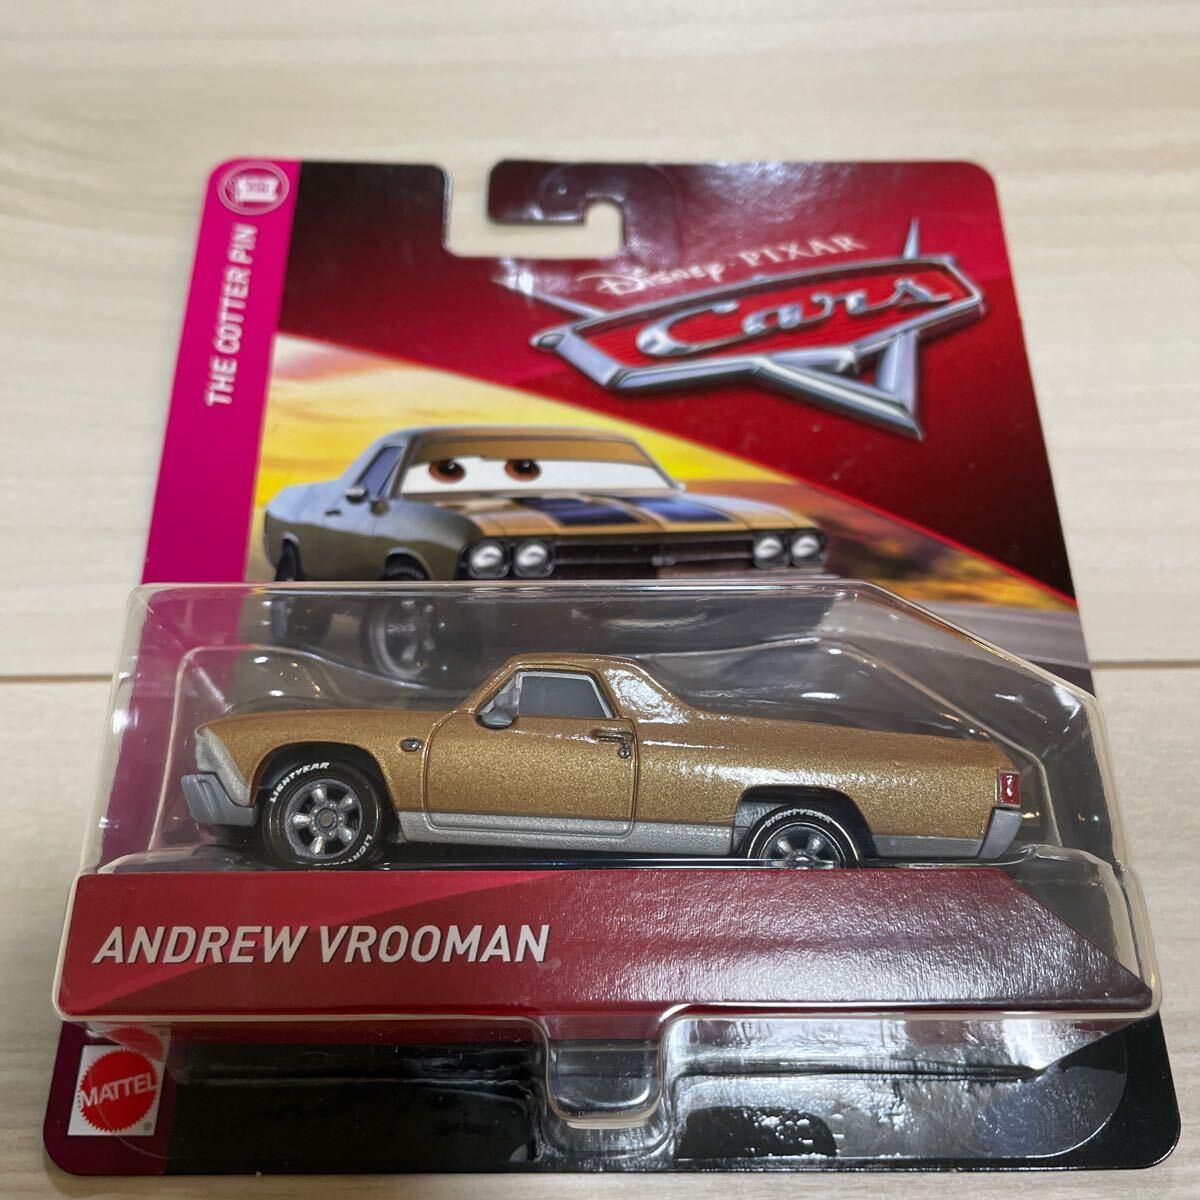 THE COTTER PIN
Disney · PIXAR
Cars
LIGHTYEAR
LIGHTYEAR
ANDREW VROOMAN
MATTEL
®